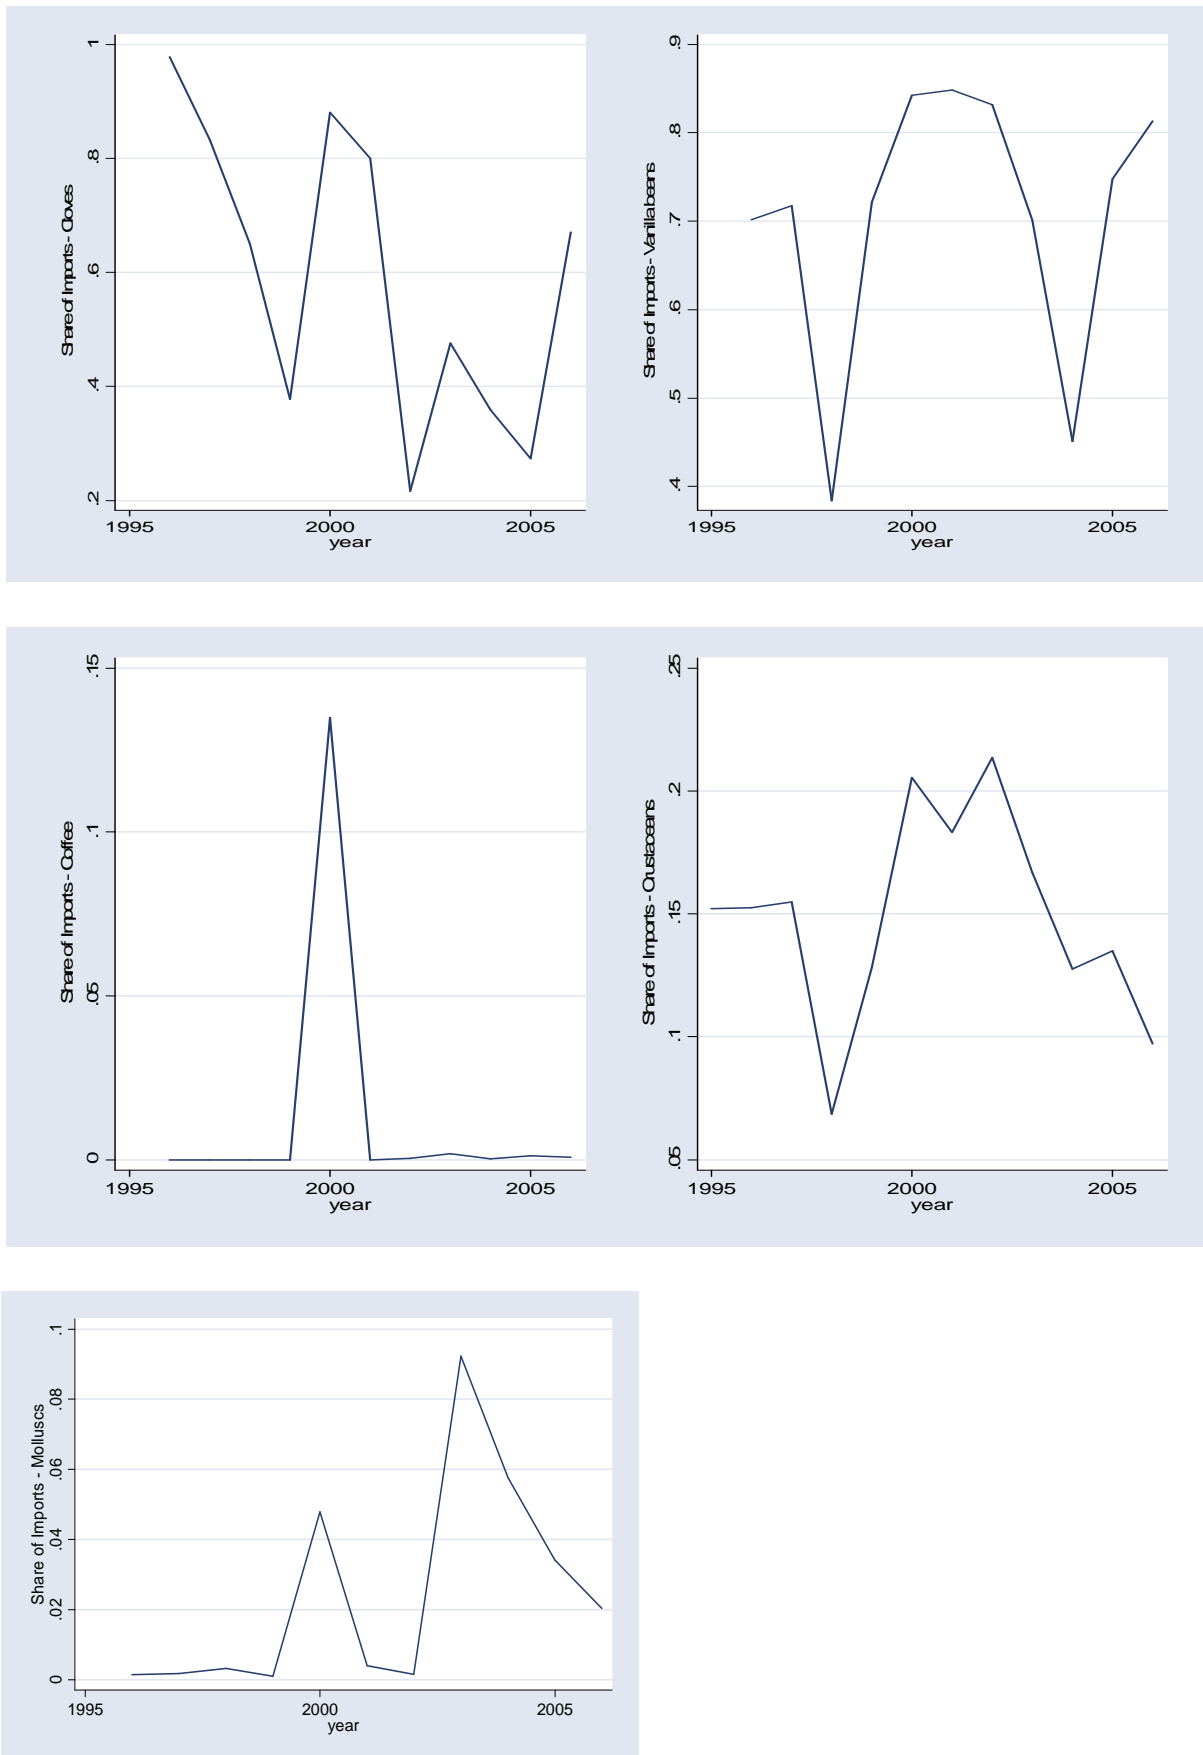 Share of Imports - Cloves
1
.8
.6
.4
.2
1995 2000 2005
year
Share of Imports - Vanilla beans
.9
.8
.7
.6
.5
.4
1995 2000 2005
year
Share of Imports - Coffee
.15
.1
.05
0
1995 2000 2005
year
Share of Imports - Crustaceans
.25
.2
.15
.1
.05
1995 2000 2005
year
Share of Imports - Molluscs
.1
.08
.06
.04
.02
0
1995 2000 2005
year